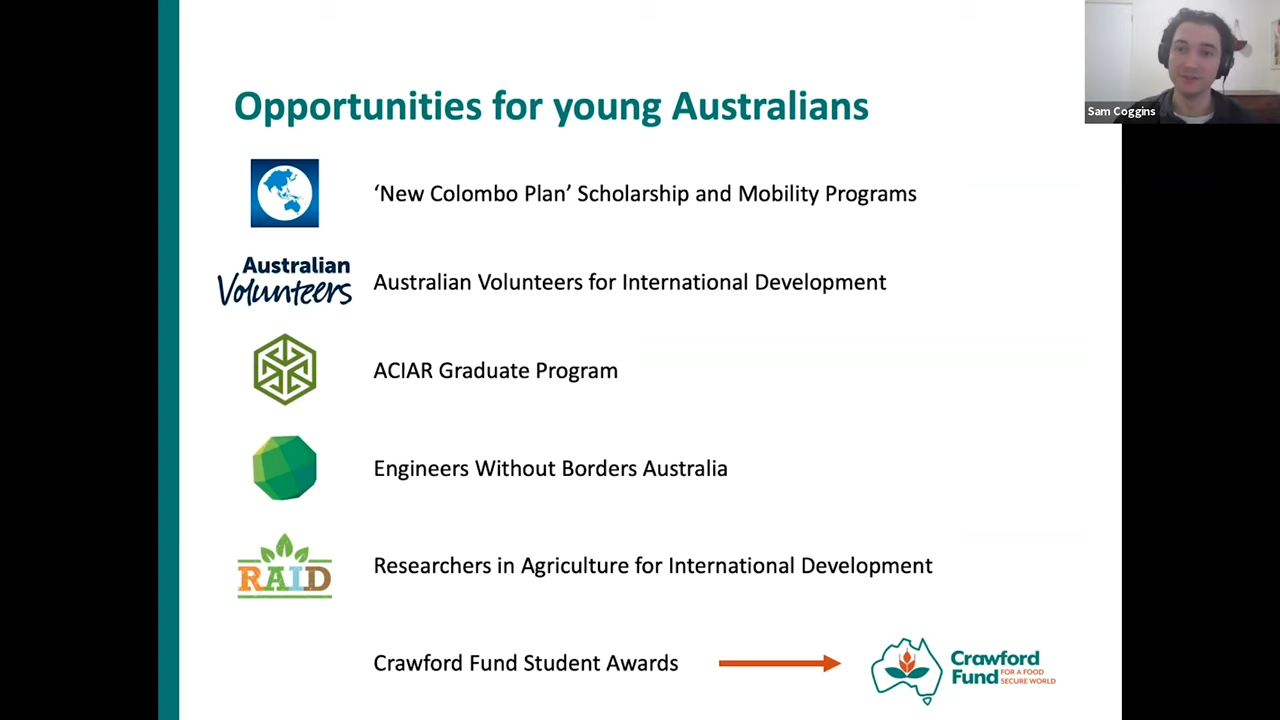 Sam Coggins
Opportunities for young Australians
‘New Colombo Plan’ Scholarship and Mobility Programs
Australian
Volunteers
Australian Volunteers for International Development
ACIAR Graduate Program
Engineers Without Borders Australia
RAID
Researchers in Agriculture for International Development
Crawford Fund Student Awards
Crawford
Fund FOR A FOOD
SECURE WORLD